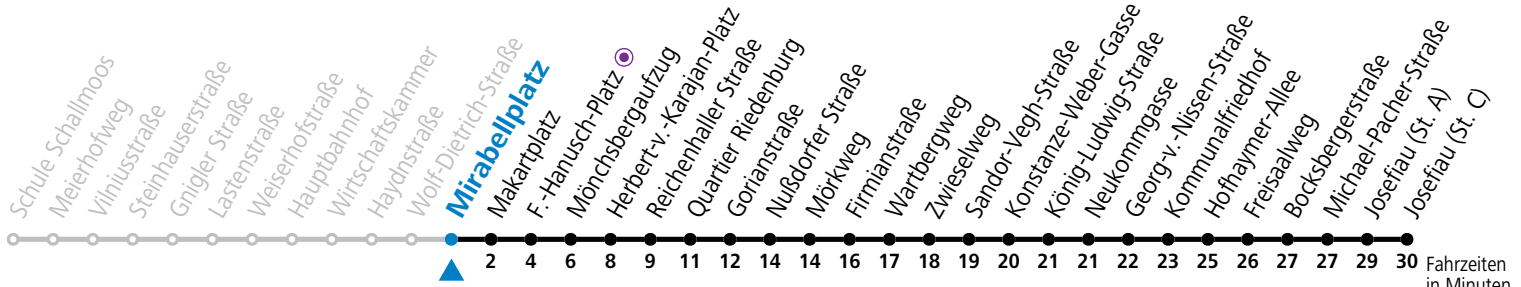 Schule Schallmoos
Meierhofweg
Vilniusstraße
Steinhauserstraße
Gnigler Straße
Lastenstraße
Weiserhofstraße
Hauptbahnhof
Wirtschaftskammer
Haydnstraße
Wolf-Dietrich-Straße
Mirabellplatz
Makartplatz
F.-Hanusch-Platz
Mönchsbergaufzug
Herbert-v.-Karajan-Platz
Reichenhaller Straße
Quartier Riedenburg
Gorianstraße
Nußdorfer Straße
Mörkweg
Firmianstraße
Wartbergweg
Zwieselweg
Sandor-Vegh-Straße
Konstanze-Weber-Gasse
König-Ludwig-Straße
Neukommgasse
Georg-v.-Nissen-Straße
Kommunalfriedhof
Hofhaymer-Allee
Freisaalweg
Bocksbergerstraße
Michael-Pacher-Straße
Josefiau (St. A)
Josefiau (St. C)
2 4 6 8 9 11 12 14 14 16 17 18 19 20 21 21 22 23 25 26 27 27 29 30 Fahrzeiten
in Minuten